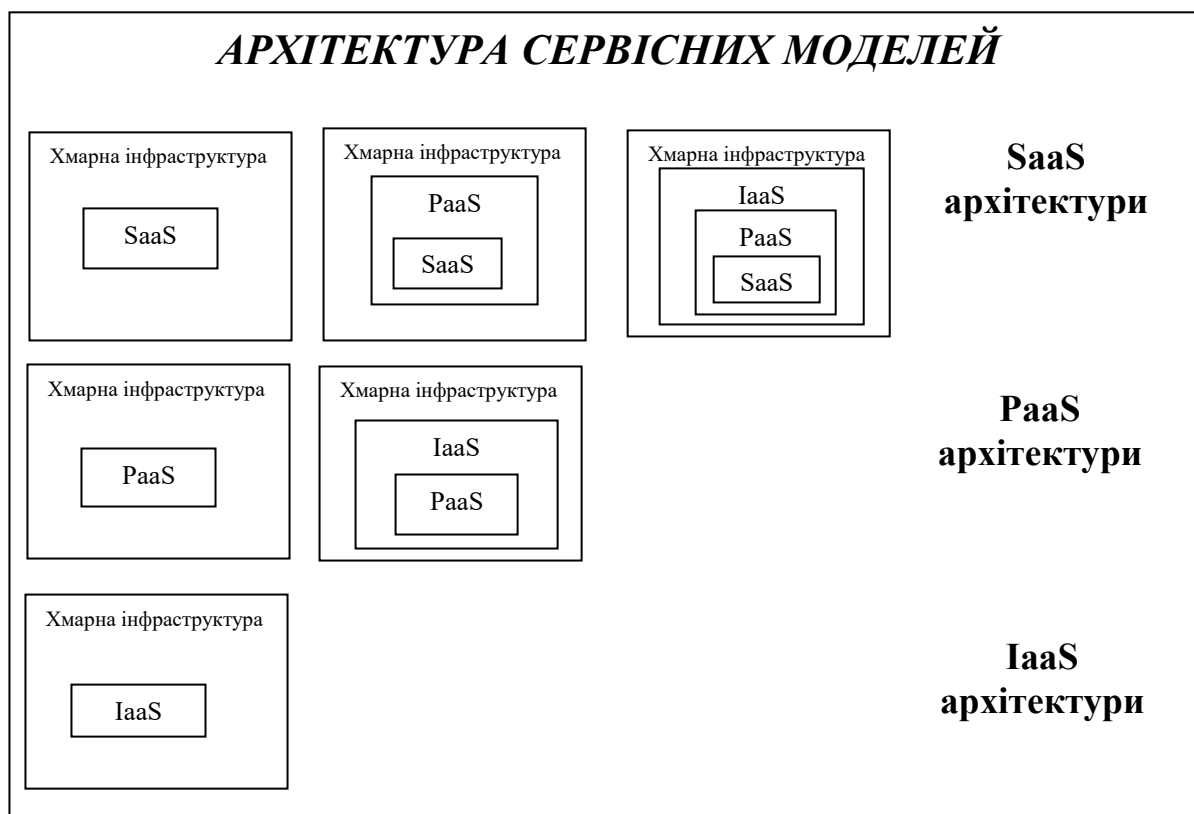 АРХІТЕКТУРА СЕРВІСНИХ МОДЕЛЕЙ
Хмарна інфраструктура
SaaS
Хмарна інфраструктура
PaaS
SaaS
Хмарна інфраструктура
IaaS
PaaS
SaaS
SaaS
архітектури
Хмарна інфраструктура
PaaS
Хмарна інфраструктура
IaaS
PaaS
PaaS
архітектури
Хмарна інфраструктура
IaaS
IaaS
архітектури